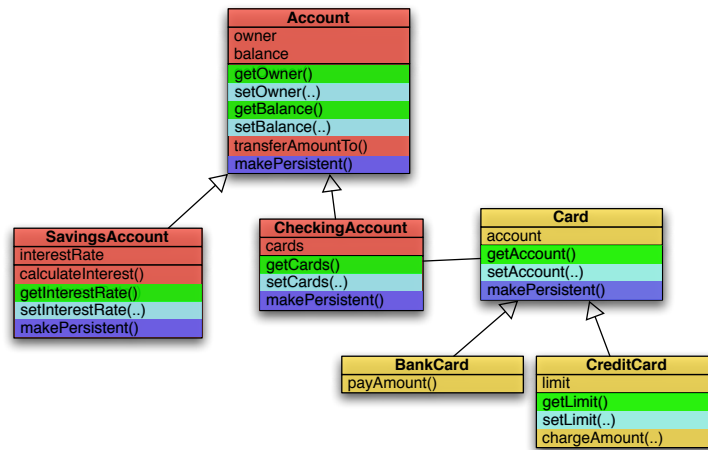 Account
owner
balance
getOwner()
setOwner(..)
getBalance()
setBalance(..)
transferAmountTo()
makePersistent()
SavingsAccount
interestRate
calculateInterest()
getInterestRate()
setInterestRate(..)
makePersistent()
CheckingAccount
cards
getCards()
setCards(..)
makePersistent()
Card
account
getAccount()
setAccount(..)
makePersistent()
BankCard
payAmount()
CreditCard
limit
getLimit()
setLimit(..)
chargeAmount(..)